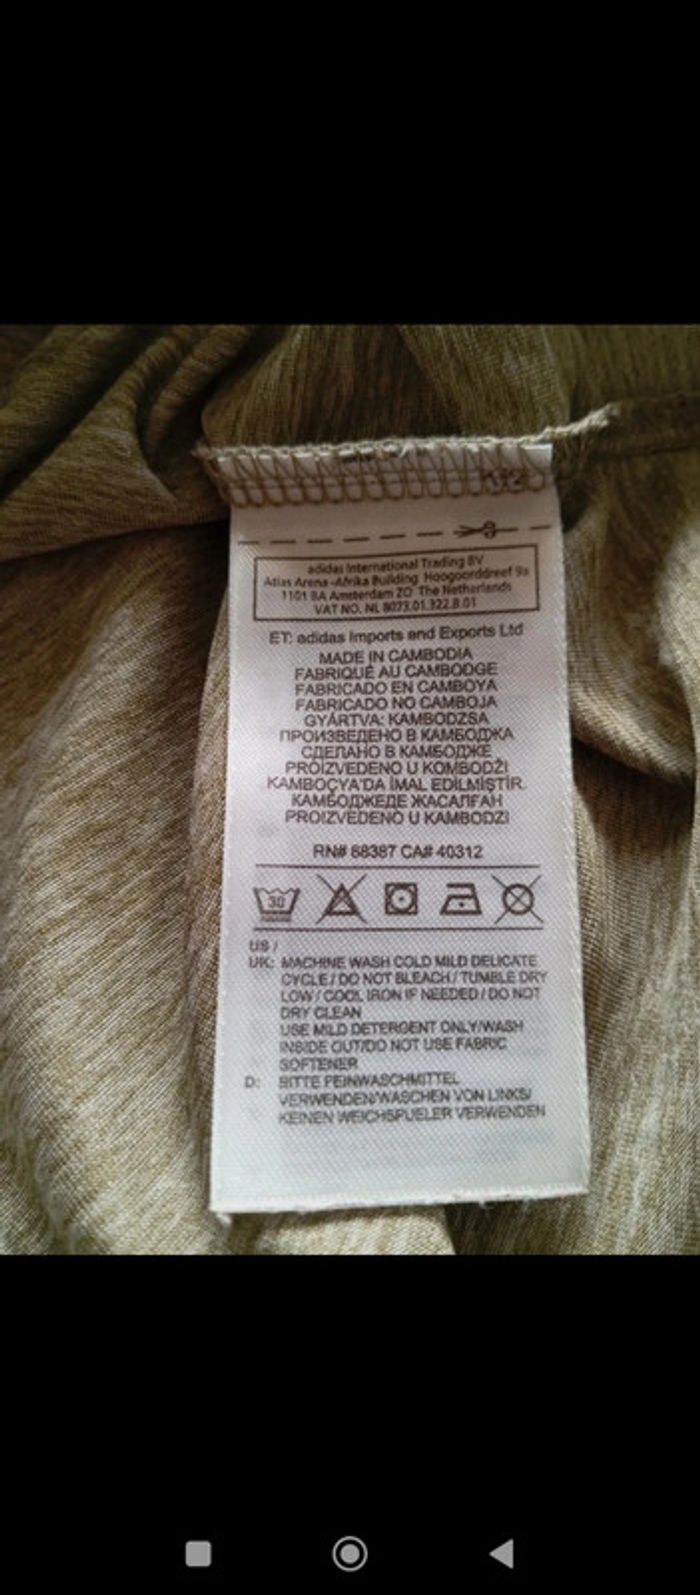 adidas International Trading BV
Atlas Arena -Afrika Building Hoogoorddreef 9a
1101 BA Amsterdam ZO The Netherlands
VAT NO. NL 8073.01.322.B.01
ET: adidas Imports and Exports Ltd
MADE IN CAMBODIA
FABRIQUÉ AU CAMBODGE
FABRICADO EN CAMBOYA
FABRICADO NO CAMBOJA
GYÁRTVA: KAMBODZSA
ПРОИЗВЕДЕНО В КАМБОДЖА
СДЕЛАНО В КАМБОДЖЕ
PROIZVEDENO U KOMBODŽI
KAMBOÇYA'DA İMAL EDİLMİŞTİR.
КАМБОДЖЕДЕ ЖАСАЛҒАН
PROIZVEDENO U KAMBODZI
RN# 88387 CA# 40312
30
US /
UK: MACHINE WASH COLD MILD DELICATE
CYCLE / DO NOT BLEACH / TUMBLE DRY
LOW / COOL IRON IF NEEDED / DO NOT
DRY CLEAN
USE MILD DETERGENT ONLY/WASH
INSIDE OUT/DO NOT USE FABRIC
SOFTENER
D: BITTE FEINWASCHMITTEL
VERWENDEN/WASCHEN VON LINKS/
KEINEN WEICHSPUELER VERWENDEN